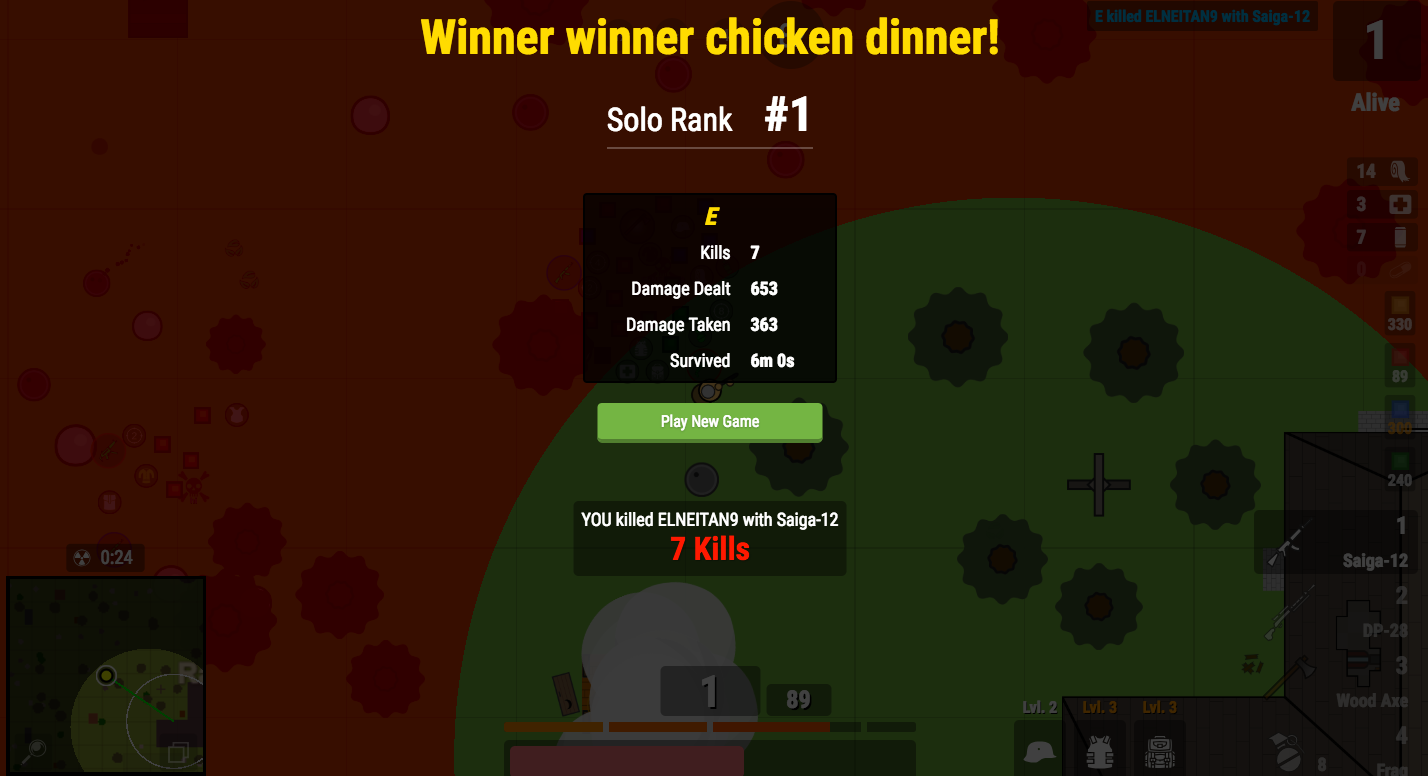 Winner winner chicken dinner!
E killed ELNEITAN9 with Saiga-12
1
Alive
Solo Rank #1
14
3
7
0
E
Kills 7
Damage Dealt 653
Damage Taken 363
Survived 6m 0s
330
89
300
240
Play New Game
YOU killed ELNEITAN9 with Saiga-12
7 Kills
0:24
1
Saiga-12
2
DP-28
3
Wood Axe
4
Frag
8
1
89
Lvl. 2
Lvl. 3
Lvl. 3